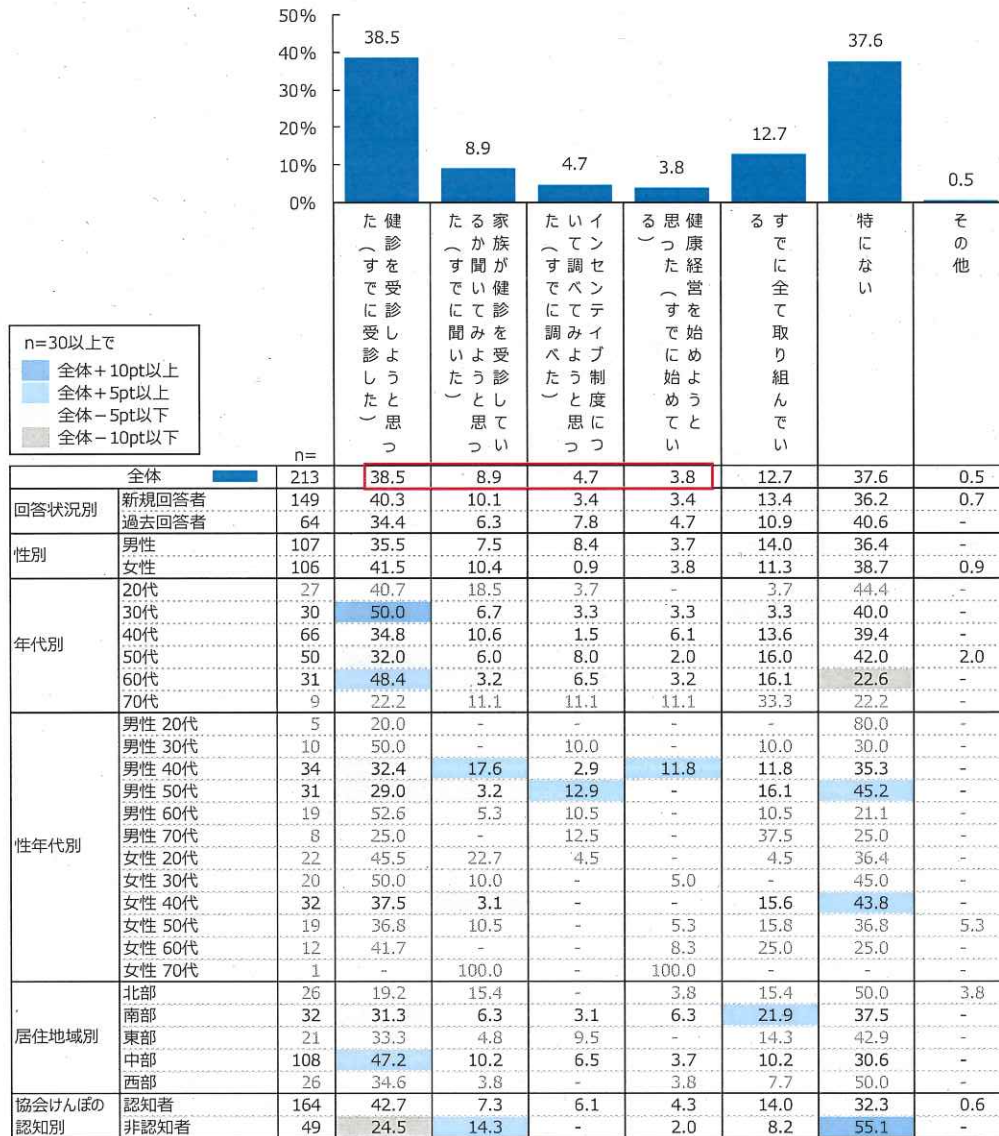 50%
40%
30%
20%
10%
0%
38.5
8.9
4.7
3.8
12.7
37.6
0.5
健診を受診しようと思っ
た（すでに受診した）
家族が健診を受診してい
るか聞いてみようと思っ
た（すでに聞いた）
インセンテイブ制度につ
いて調べてみようと思っ
た（すでに調べた）
健康経営を始めようと
思った（すでに始めてい
る）
すでに全て取り組んでい
る
特にない
その他
n=30以上で
全体+10pt以上
全体+5pt以上
全体-5pt以下
全体-10pt以下
n=
全体 213 38.5 8.9 4.7 3.8 12.7 37.6 0.5
回答状況別
新規回答者 149 40.3 10.1 3.4 3.4 13.4 36.2 0.7
過去回答者 64 34.4 6.3 7.8 4.7 10.9 40.6 -
性別
男性 107 35.5 7.5 8.4 3.7 14.0 36.4 -
女性 106 41.5 10.4 0.9 3.8 11.3 38.7 0.9
年代別
20代 27 40.7 18.5 3.7 - 3.7 44.4 -
30代 30 50.0 6.7 3.3 3.3 3.3 40.0 -
40代 66 34.8 10.6 1.5 6.1 13.6 39.4 -
50代 50 32.0 6.0 8.0 2.0 16.0 42.0 2.0
60代 31 48.4 3.2 6.5 3.2 16.1 22.6 -
70代 9 22.2 11.1 11.1 11.1 33.3 22.2 -
性年代別
男性 20代 5 20.0 - - - - 80.0 -
男性 30代 10 50.0 - 10.0 - 10.0 30.0 -
男性 40代 34 32.4 17.6 2.9 11.8 11.8 35.3 -
男性 50代 31 29.0 3.2 12.9 - 16.1 45.2 -
男性 60代 19 52.6 5.3 10.5 - 10.5 21.1 -
男性 70代 8 25.0 - 12.5 - 37.5 25.0 -
女性 20代 22 45.5 22.7 4.5 - 4.5 36.4 -
女性 30代 20 50.0 10.0 - 5.0 - 45.0 -
女性 40代 32 37.5 3.1 - - 15.6 43.8 -
女性 50代 19 36.8 10.5 - 5.3 15.8 36.8 5.3
女性 60代 12 41.7 - - 8.3 25.0 25.0 -
女性 70代 1 - 100.0 - 100.0 - - -
居住地域別
北部 26 19.2 15.4 - 3.8 15.4 50.0 3.8
南部 32 31.3 6.3 3.1 6.3 21.9 37.5 -
東部 21 33.3 4.8 9.5 - 14.3 42.9 -
中部 108 47.2 10.2 6.5 3.7 10.2 30.6 -
西部 26 34.6 3.8 - 3.8 7.7 50.0 -
協会けんぽの
認知別
認知者 164 42.7 7.3 6.1 4.3 14.0 32.3 0.6
非認知者 49 24.5 14.3 - 2.0 8.2 55.1 -